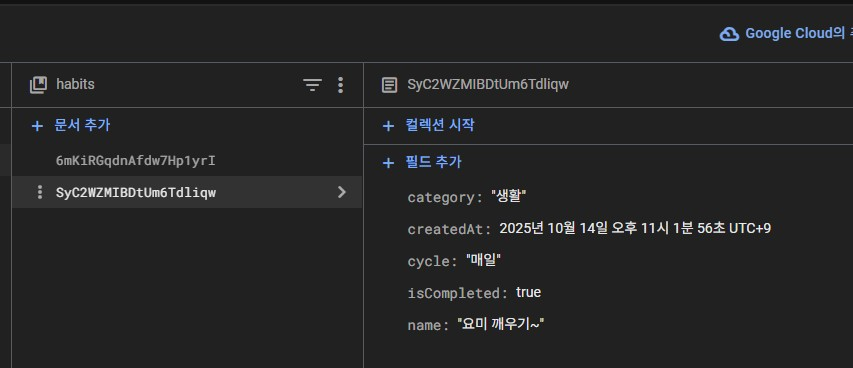 Google Cloud의
habits
SyC2WZMIBDtUm6Tdliqw
+ 문서 추가
+ 컬렉션 시작
6mKiRGqdnAfdw7Hp1yrI
+ 필드 추가
SyC2WZMIBDtUm6Tdliqw
category: "생활"
createdAt: 2025년 10월 14일 오후 11시 1분 56초 UTC+9
cycle: "매일"
isCompleted: true
name: "요미 깨우기~"